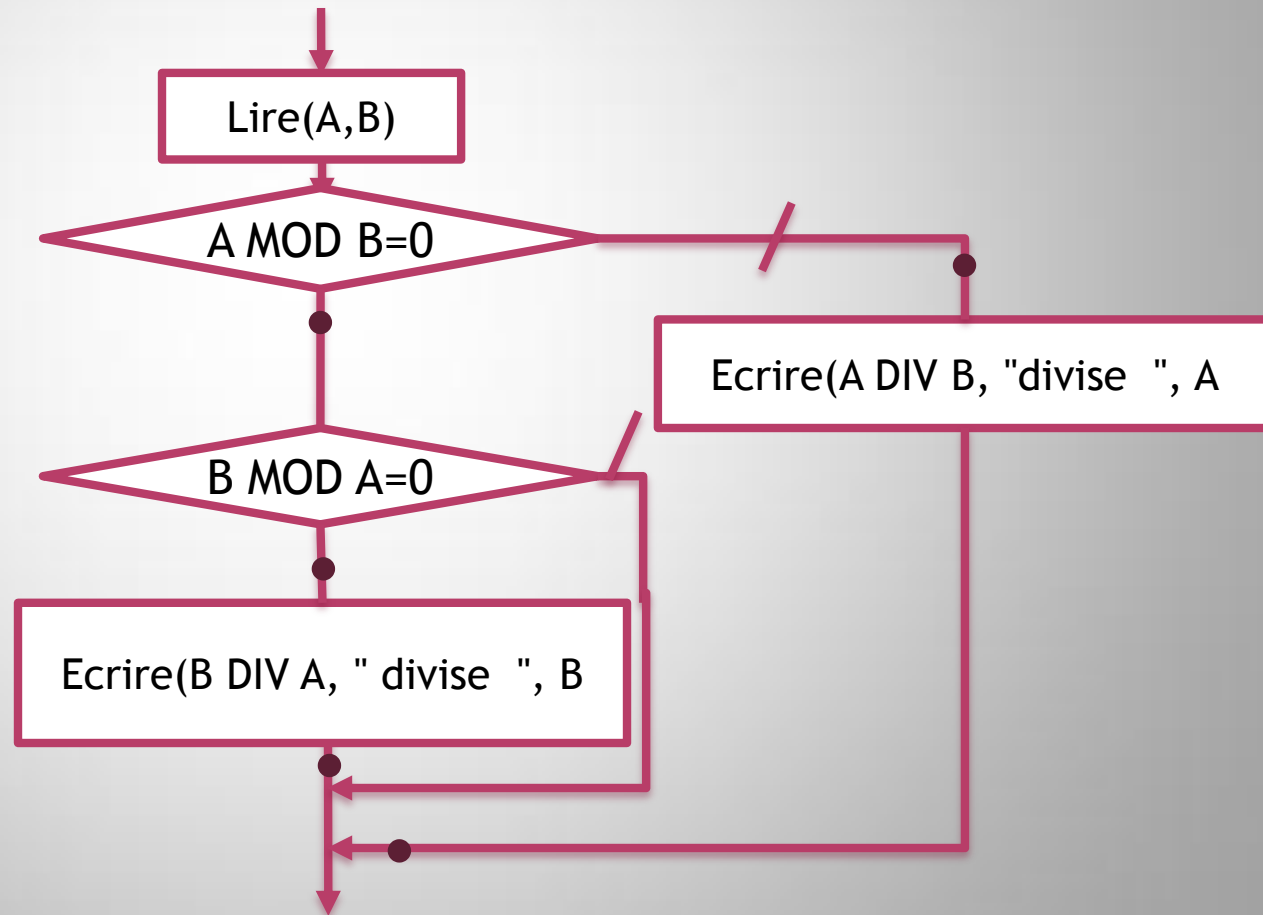 Lire(A,B)
A MOD B=0
Ecrire(A DIV B, "divise  ", A
B MOD A=0
Ecrire(B DIV A, " divise  ", B